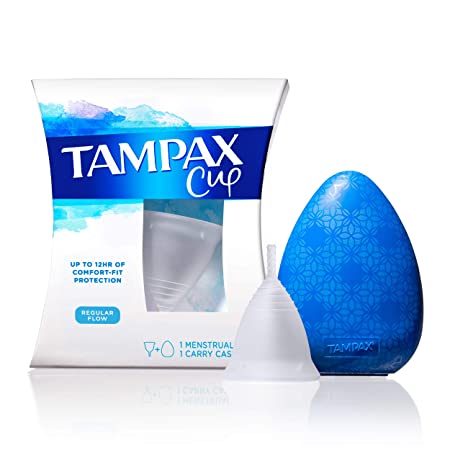 TAMPAX
Cup
UP TO 12HR OF
COMFORT-FIT
PROTECTION
REGULAR
FLOW
+
1 MENSTRUAL
1 CARRY CAS
TAMPAX